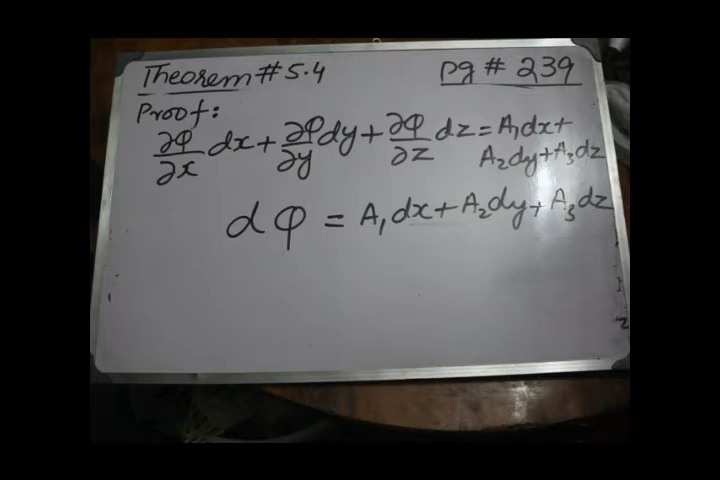 Theorem # 5.4 pg # 239
Proof:
∂φ/∂x dx + ∂φ/∂y dy + ∂φ/∂z dz = A₁dx +
A₂dy + A₃dz
dφ = A₁dx + A₂dy + A₃dz